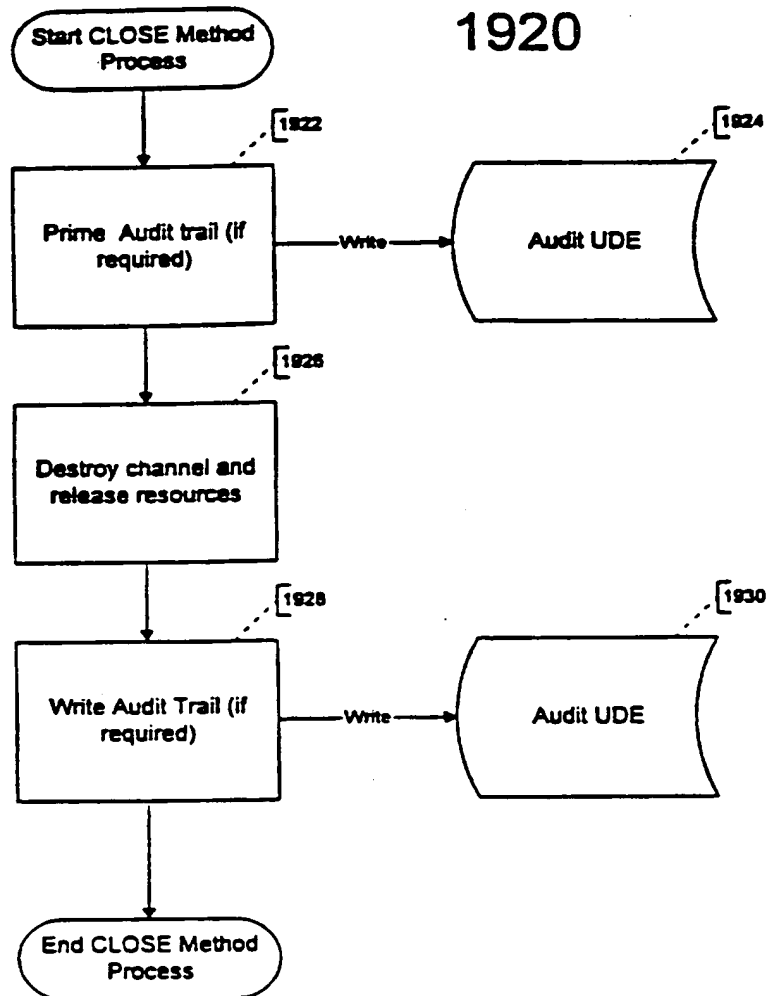 Start CLOSE Method
Process
1920
1922
1924
Prime Audit trail (if
required)
Write
Audit UDE
1926
Destroy channel and
release resources
1928
1930
Write Audit Trail (if
required)
Write
Audit UDE
End CLOSE Method
Process